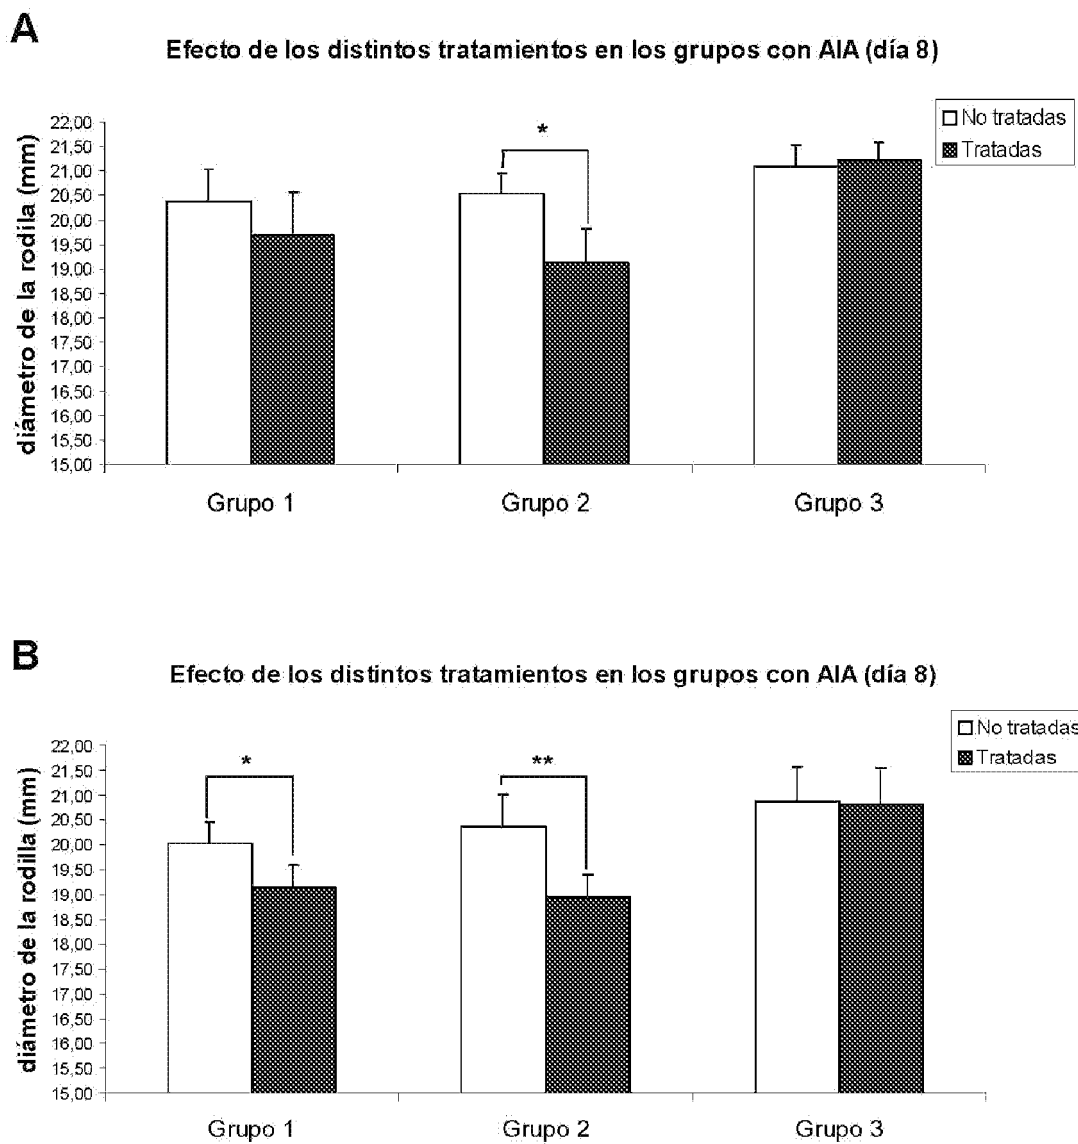 A
Efecto de los distintos tratamientos en los grupos con AIA (día 8)
No tratadas
Tratadas
diámetro de la rodila (mm)
22,00
21,50
21,00
20,50
20,00
19,50
19,00
18,50
18,00
17,50
17,00
16,50
16,00
15,50
15,00
*
Grupo 1
Grupo 2
Grupo 3
B
Efecto de los distintos tratamientos en los grupos con AIA (día 8)
No tratadas
Tratadas
diámetro de la rodilla (mm)
22,00
21,50
21,00
20,50
20,00
19,50
19,00
18,50
18,00
17,50
17,00
16,50
16,00
15,50
15,00
*
**
Grupo 1
Grupo 2
Grupo 3